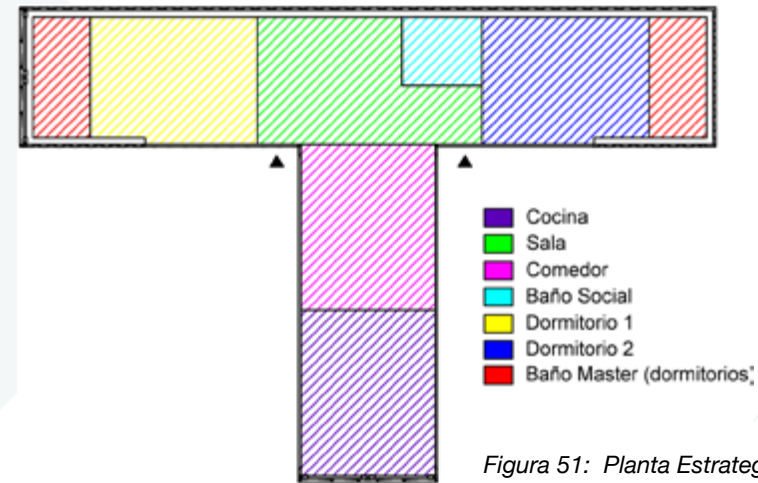 Cocina
Sala
Comedor
Baño Social
Dormitorio 1
Dormitorio 2
Baño Master (dormitorios)
Figura 51: Planta Estrateg